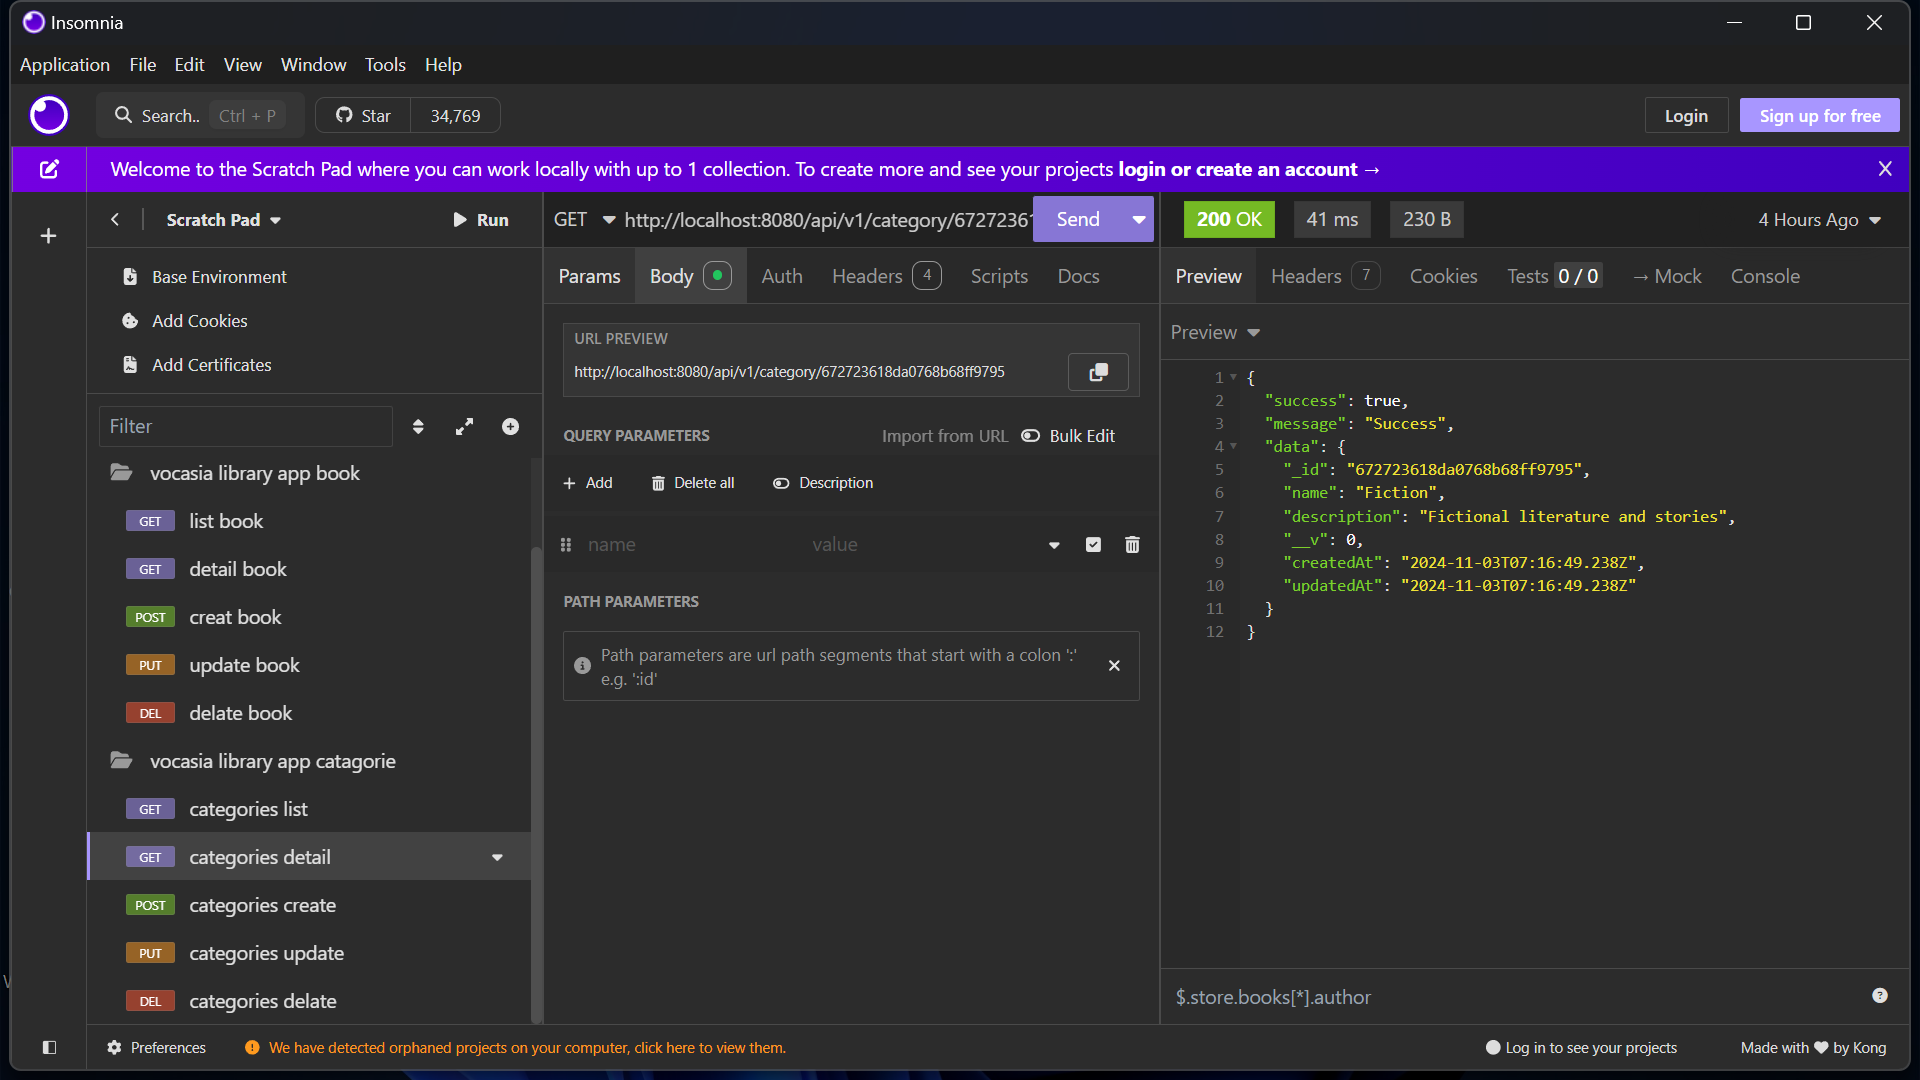 Insomnia
Application File Edit View Window Tools Help
Search.. Ctrl + P Star 34,769 Login Sign up for free
Welcome to the Scratch Pad where you can work locally with up to 1 collection. To create more and see your projects login or create an account →
Scratch Pad Run
Base Environment
Add Cookies
Add Certificates
Filter
vocasia library app book
GET list book
GET detail book
POST creat book
PUT update book
DEL delate book
vocasia library app catagorie
GET categories list
GET categories detail
POST categories create
PUT categories update
DEL categories delate
GET http://localhost:8080/api/v1/category/67272361 Send
Params Body Auth Headers 4 Scripts Docs
URL PREVIEW
http://localhost:8080/api/v1/category/672723618da0768b68ff9795
QUERY PARAMETERS Import from URL Bulk Edit
+ Add Delete all Description
name value
PATH PARAMETERS
Path parameters are url path segments that start with a colon ':'
e.g. ':id'
200 OK 41 ms 230 B 4 Hours Ago
Preview Headers 7 Cookies Tests 0 / 0 → Mock Console
Preview
1 {
2 "success": true,
3 "message": "Success",
4 "data": {
5 "_id": "672723618da0768b68ff9795",
6 "name": "Fiction",
7 "description": "Fictional literature and stories",
8 "__v": 0,
9 "createdAt": "2024-11-03T07:16:49.238Z",
10 "updatedAt": "2024-11-03T07:16:49.238Z"
11 }
12 }
$.store.books[*].author
Preferences We have detected orphaned projects on your computer, click here to view them. Log in to see your projects Made with ❤ by Kong